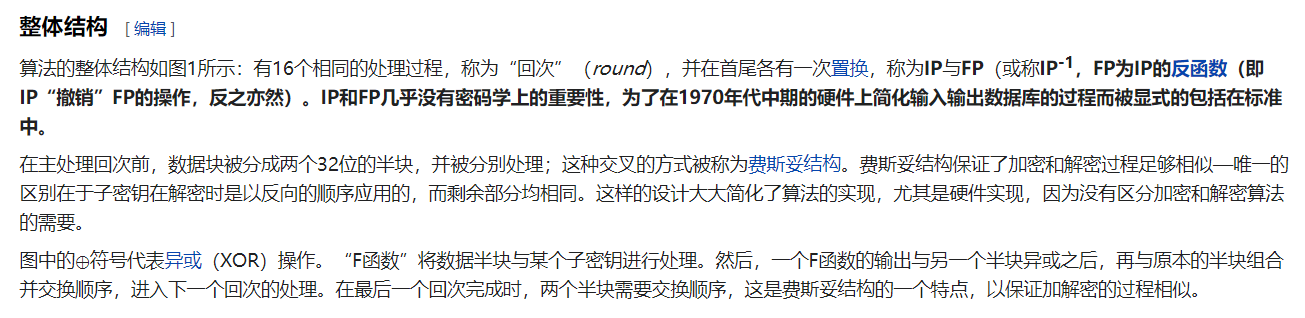 整体结构 [ 编辑 ]
算法的整体结构如图1所示：有16个相同的处理过程，称为“回次”（round），并在首尾各有一次置换，称为IP与FP（或称IP-1，FP为IP的反函数（即
IP“撤销”FP的操作，反之亦然）。IP和FP几乎没有密码学上的重要性，为了在1970年代中期的硬件上简化输入输出数据库的过程而被显式的包括在标准
中。
在主处理回次前，数据块被分成两个32位的半块，并被分别处理；这种交叉的方式被称为费斯妥结构。费斯妥结构保证了加密和解密过程足够相似—唯一的
区别在于子密钥在解密时是以反向的顺序应用的，而剩余部分均相同。这样的设计大大简化了算法的实现，尤其是硬件实现，因为没有区分加密和解密算法
的需要。
图中的⊕符号代表异或（XOR）操作。“F函数”将数据半块与某个子密钥进行处理。然后，一个F函数的输出与另一个半块异或之后，再与原本的半块组合
并交换顺序，进入下一个回次的处理。在最后一个回次完成时，两个半块需要交换顺序，这是费斯妥结构的一个特点，以保证加解密的过程相似。